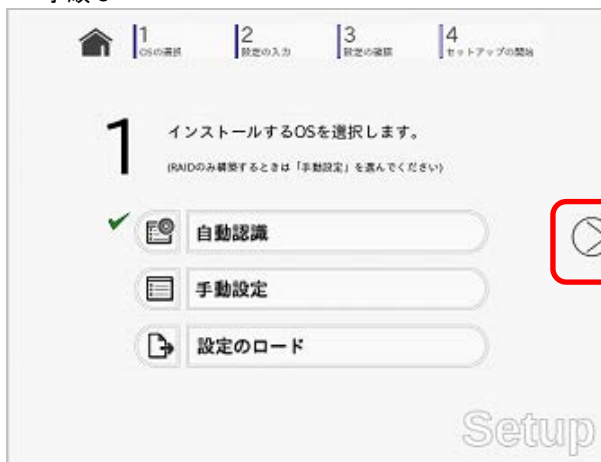 1 2 3 4
OSの選択 設定の入力 設定の確認 セットアップの開始
1
インストールするOSを選択します。
(RAIDのみ構築するときは「手動設定」を選んでください)
自動認識
手動設定
設定のロード
Setup